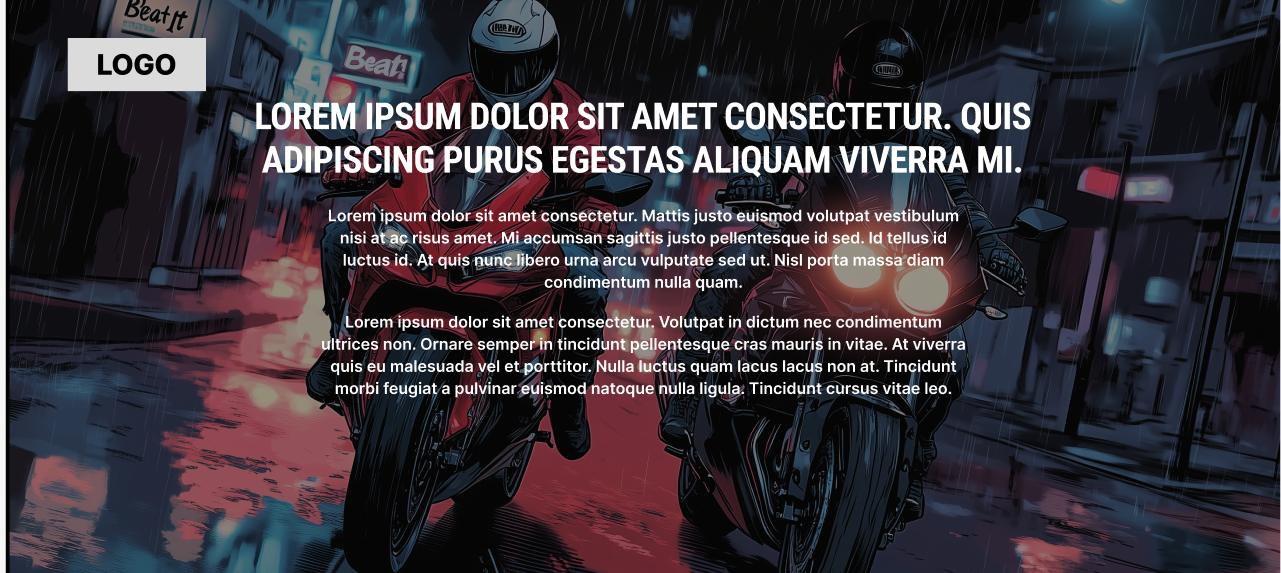 Beat It
Beat
LOGO
LOREM IPSUM DOLOR SIT AMET CONSECTETUR. QUIS
ADIPISCING PURUS EGESTAS ALIQUAM VIVERRA MI.
Lorem ipsum dolor sit amet consectetur. Mattis justo euismod volutpat vestibulum
nisi at ac risus amet. Mi accumsan sagittis justo pellentesque id sed. Id tellus id
luctus id. At quis nunc libero urna arcu vulputate sed ut. Nisl porta massa diam
condimentum nulla quam.
Lorem ipsum dolor sit amet consectetur. Volutpat in dictum nec condimentum
ultrices non. Ornare semper in tincidunt pellentesque cras mauris in vitae. At viverra
quis eu malesuada vel et porttitor. Nulla luctus quam lacus lacus non at. Tincidunt
morbi feugiat a pulvinar euismod natoque nulla ligula. Tincidunt cursus vitae leo.